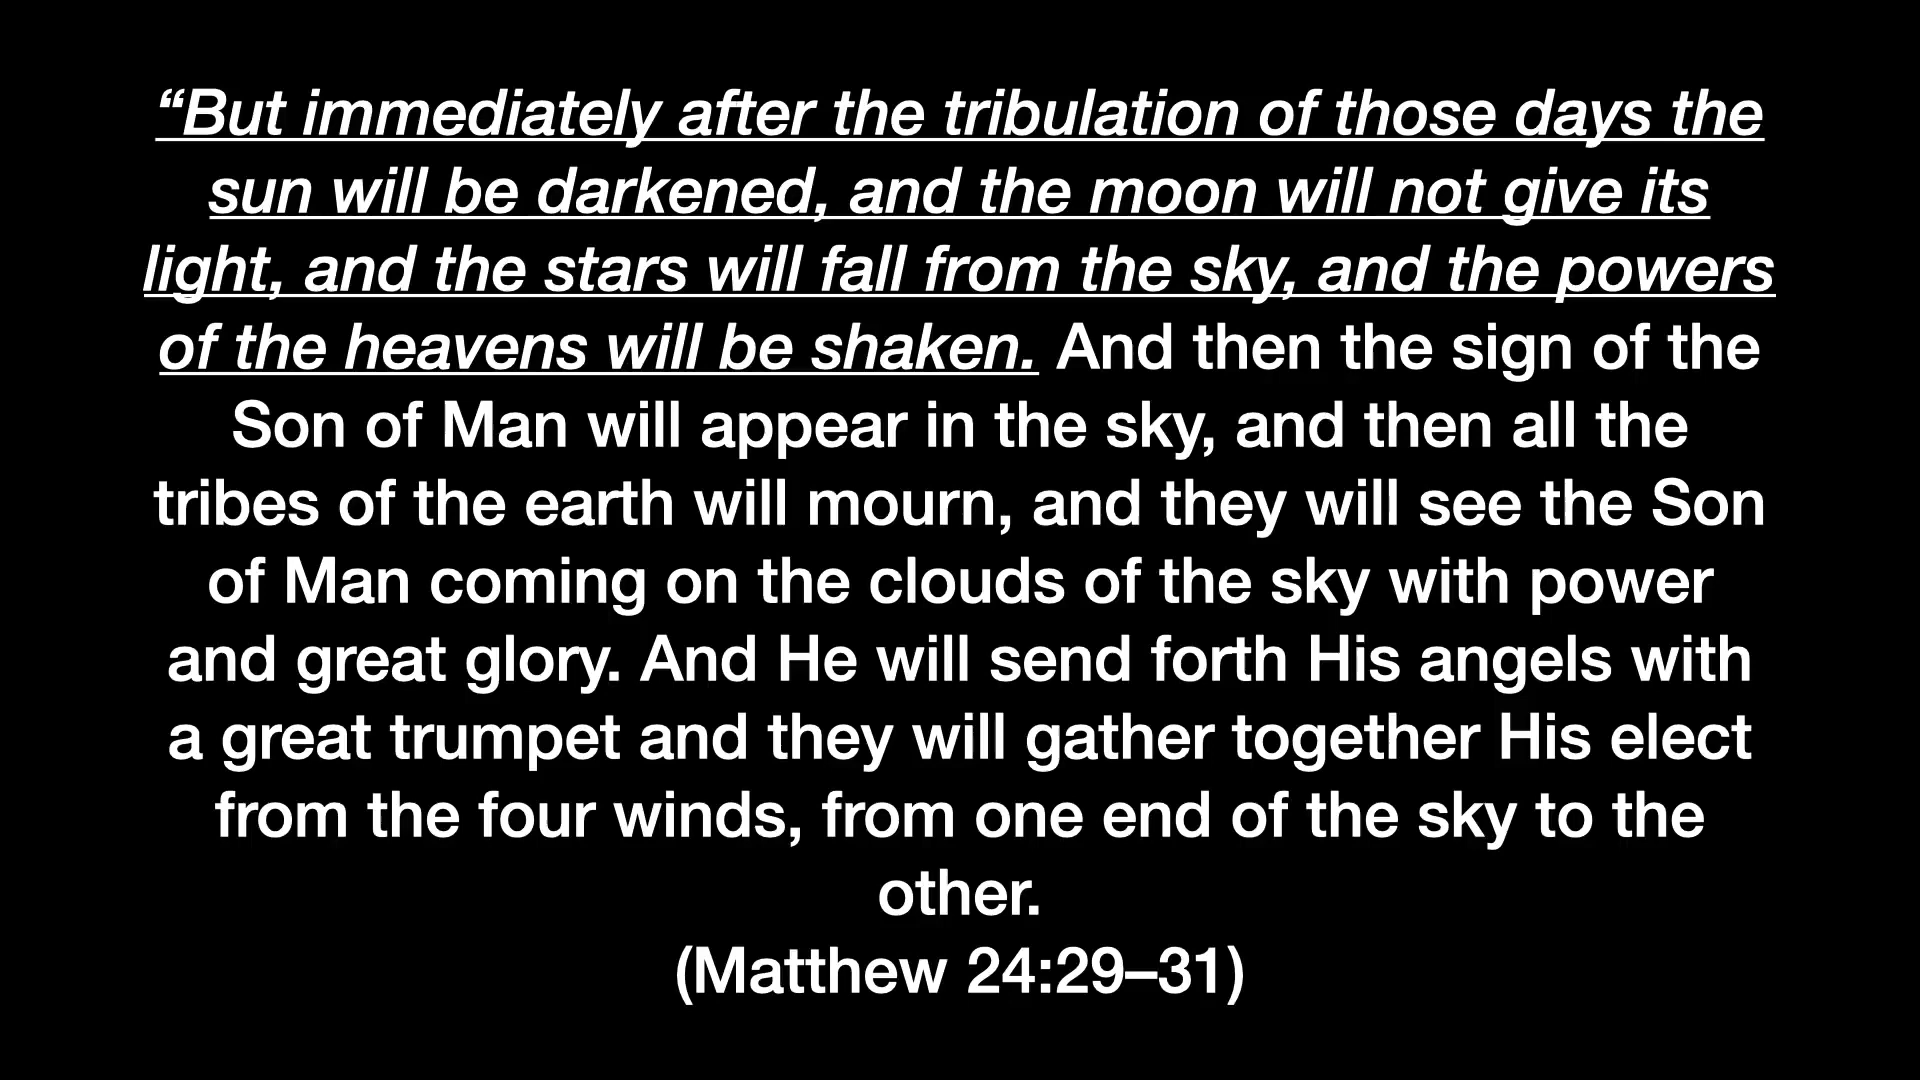 “But immediately after the tribulation of those days the
sun will be darkened, and the moon will not give its
light, and the stars will fall from the sky, and the powers
of the heavens will be shaken. And then the sign of the
Son of Man will appear in the sky, and then all the
tribes of the earth will mourn, and they will see the Son
of Man coming on the clouds of the sky with power
and great glory. And He will send forth His angels with
a great trumpet and they will gather together His elect
from the four winds, from one end of the sky to the
other.
(Matthew 24:29–31)